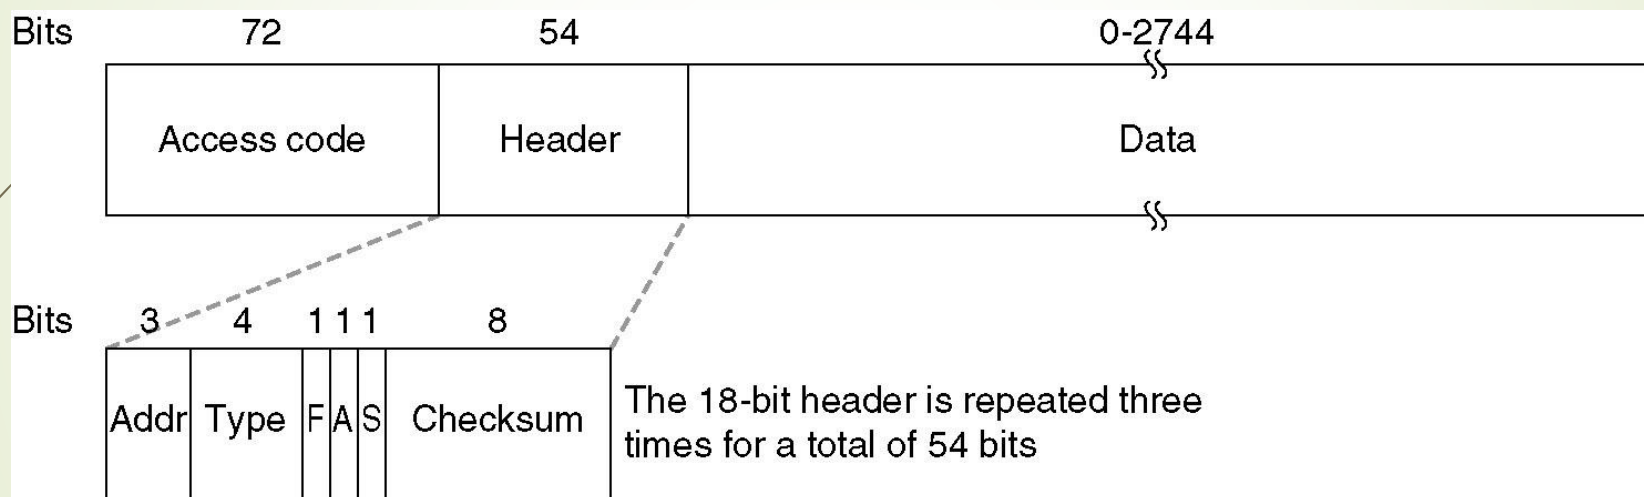 Bits 72 54 0-2744
Access code Header Data
Bits 3 4 1 1 1 8
Addr Type F A S Checksum
The 18-bit header is repeated three
times for a total of 54 bits